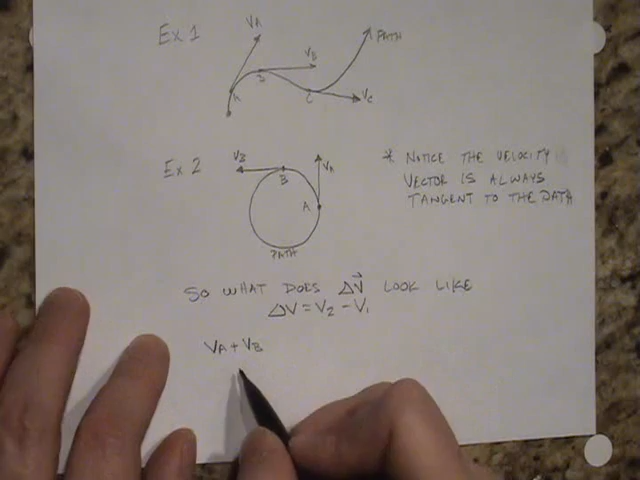 Ex 1
VA
VB
PATH
A
B
C
VC
Ex 2
VB
VA
B
A
PATH
* NOTICE THE VELOCITY
VECTOR IS ALWAYS
TANGENT TO THE PATH
SO WHAT DOES ΔV⃗ LOOK LIKE
ΔV = V₂ - V₁
VA + VB